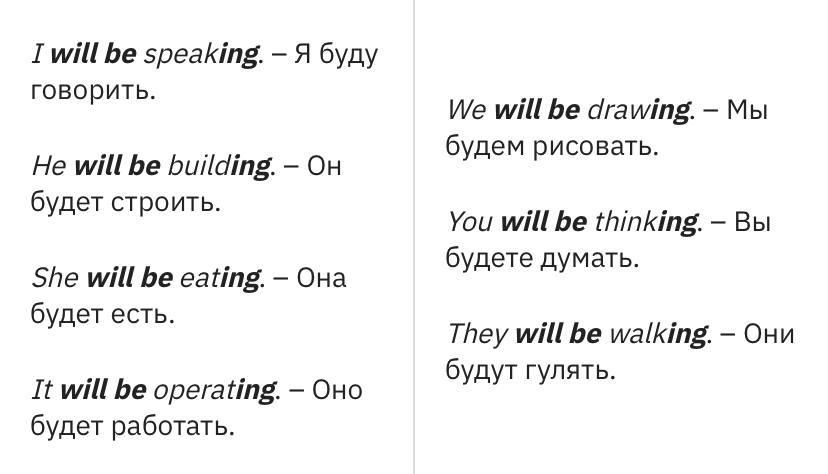 I will be speaking. – Я буду
говорить.
He will be building. – Он
будет строить.
She will be eating. – Она
будет есть.
It will be operating. – Оно
будет работать.
We will be drawing. – Мы
будем рисовать.
You will be thinking. – Вы
будете думать.
They will be walking. – Они
будут гулять.